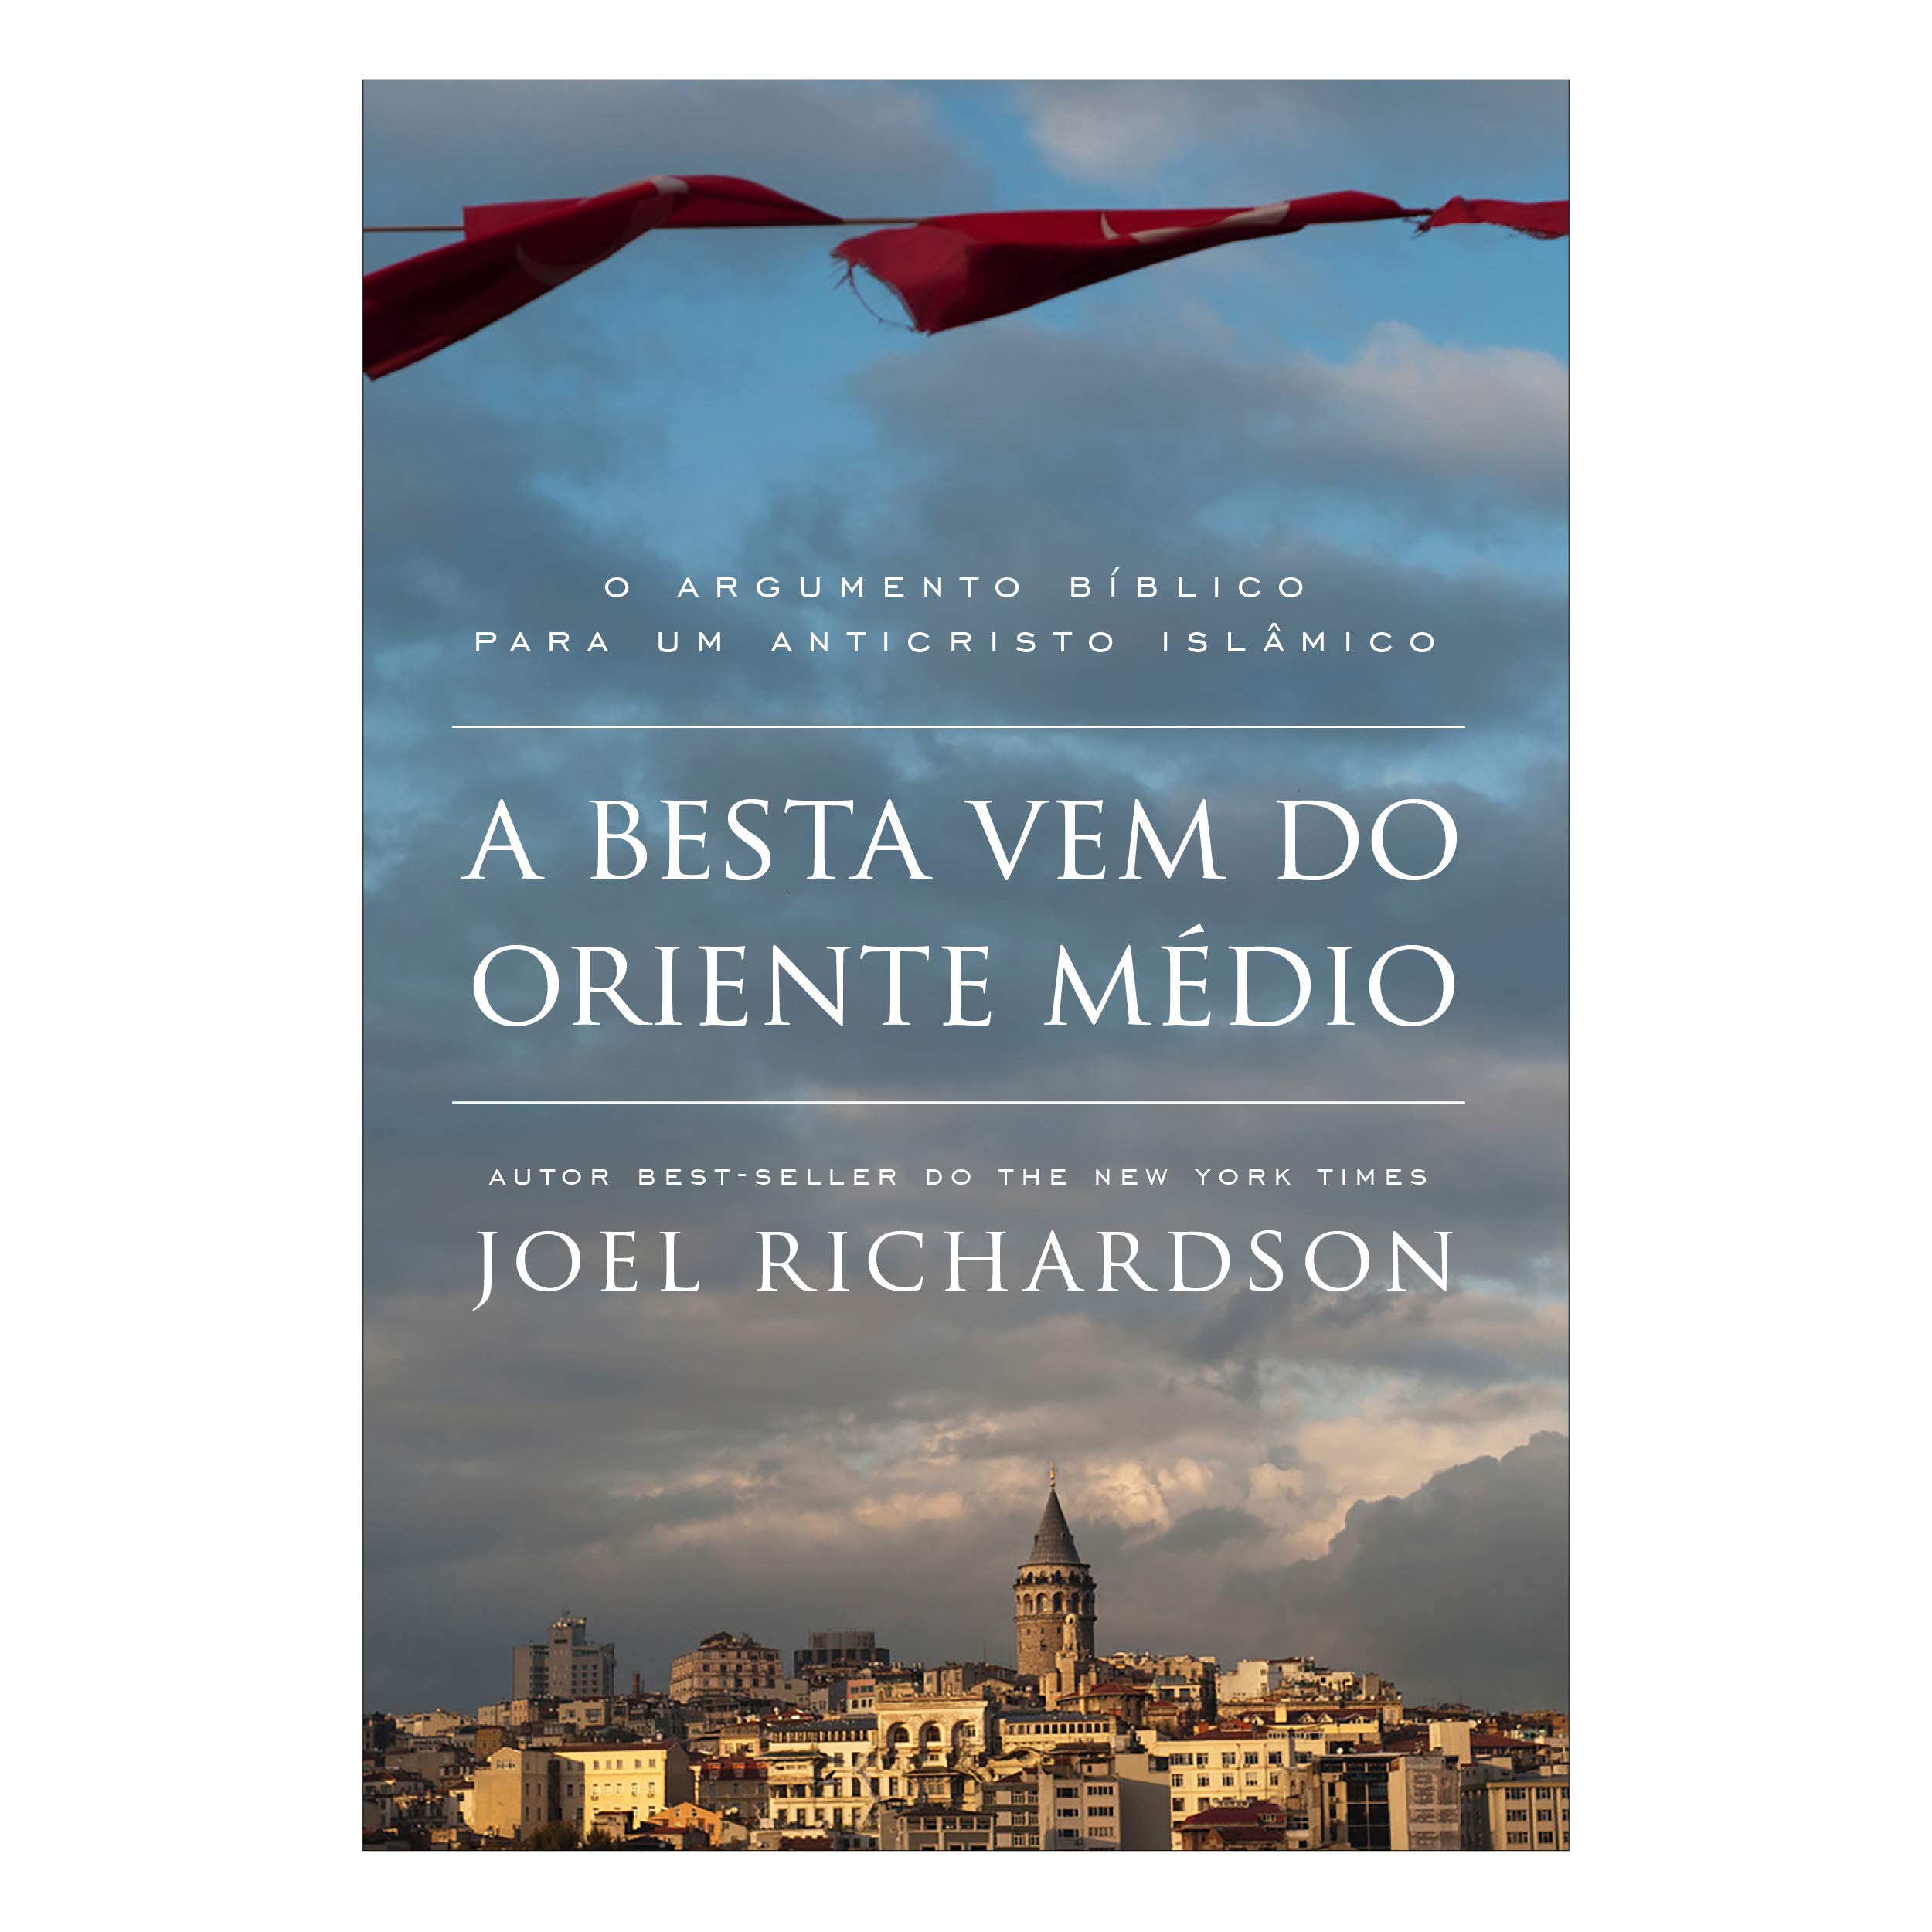 O ARGUMENTO BÍBLICO
PARA UM ANTICRISTO ISLÂMICO
A BESTA VEM DO
ORIENTE MÉDIO
AUTOR BEST-SELLER DO THE NEW YORK TIMES
JOEL RICHARDSON